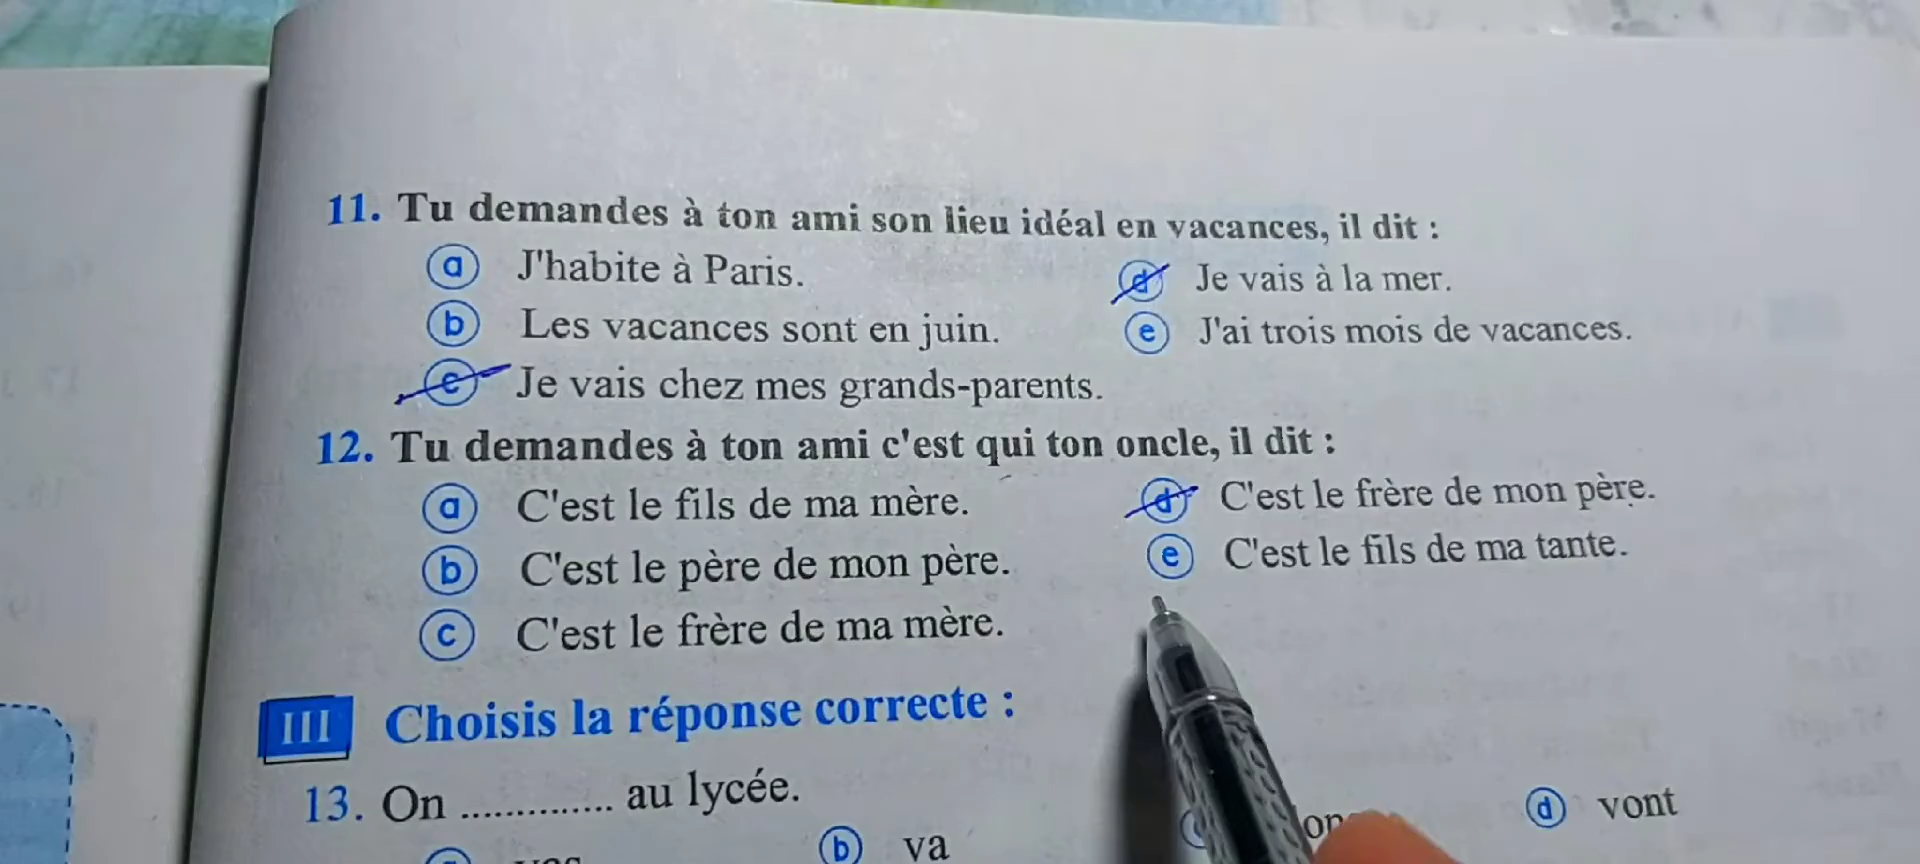 11. Tu demandes à ton ami son lieu idéal en vacances, il dit :
a J'habite à Paris.
d Je vais à la mer.
b Les vacances sont en juin.
e J'ai trois mois de vacances.
c Je vais chez mes grands-parents.
12. Tu demandes à ton ami c'est qui ton oncle, il dit :
a C'est le fils de ma mère.
d C'est le frère de mon père.
b C'est le père de mon père.
e C'est le fils de ma tante.
c C'est le frère de ma mère.
III Choisis la réponse correcte :
13. On ............. au lycée.
b va
d vont